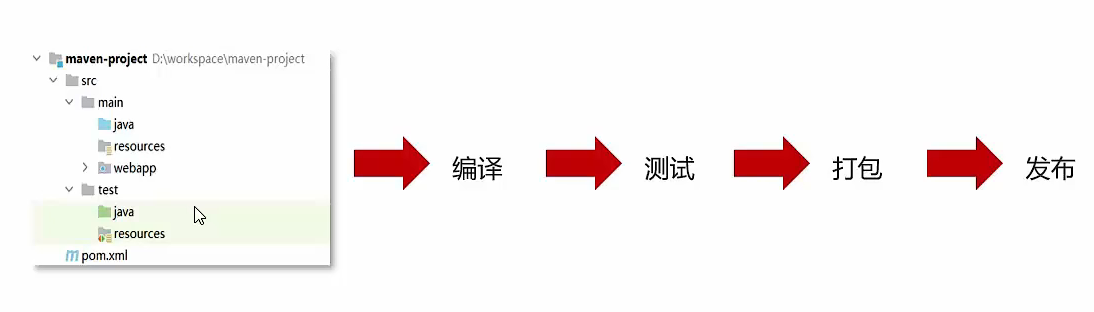 maven-project D:\workspace\maven-project
src
main
java
resources
webapp
test
java
resources
pom.xml
编译
测试
打包
发布